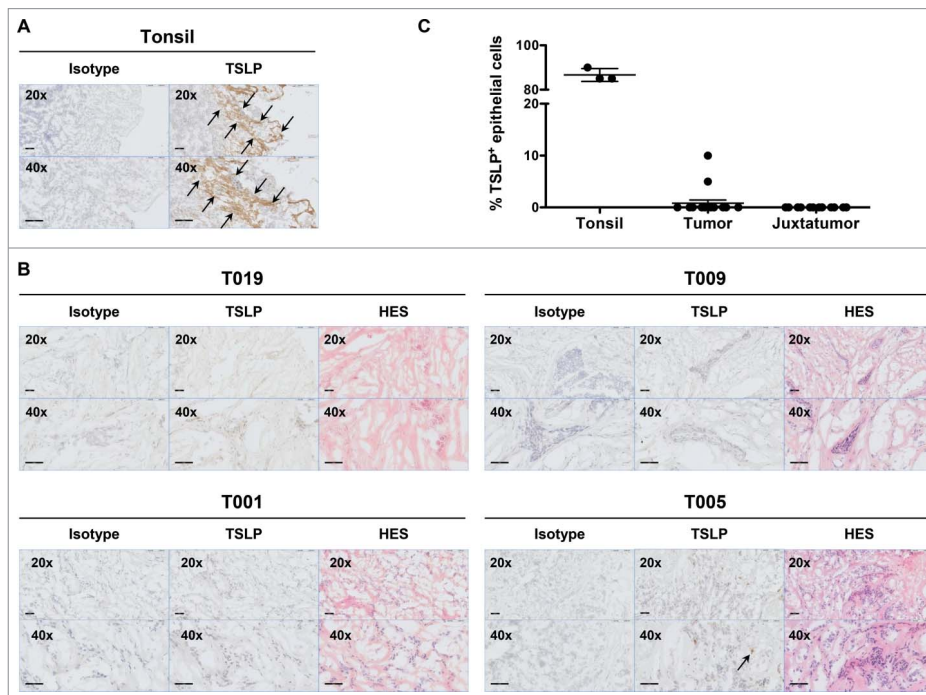 A
Tonsil
Isotype TSLP
20x 20x
40x 40x
C
% TSLP+ epithelial cells
100
80
20
10
0
Tonsil Tumor Juxtatumor
B
T019
Isotype TSLP HES
20x 20x 20x
40x 40x 40x
T009
Isotype TSLP HES
20x 20x 20x
40x 40x 40x
T001
Isotype TSLP HES
20x 20x 20x
40x 40x 40x
T005
Isotype TSLP HES
20x 20x 20x
40x 40x 40x